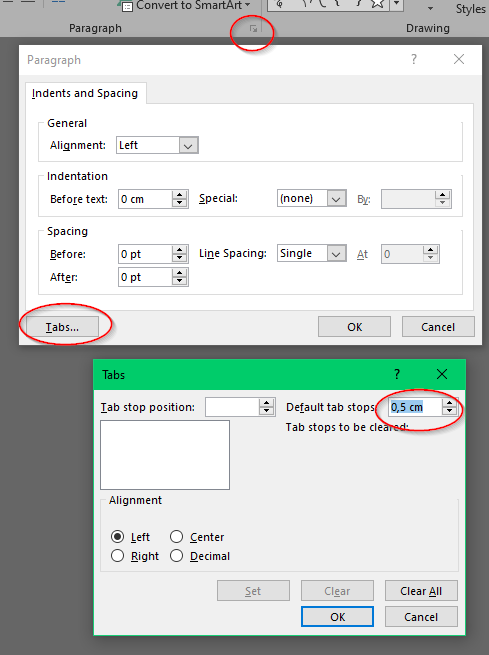 Convert to SmartArt
Styles
Paragraph
Drawing
Paragraph ?
Indents and Spacing
General
Alignment: Left
Indentation
Before text: 0 cm Special: (none) By:
Spacing
Before: 0 pt Line Spacing: Single At 0
After: 0 pt
Tabs... OK Cancel
Tabs ?
Tab stop position: Default tab stops: 0,5 cm
Tab stops to be cleared:
Alignment
Left Center
Right Decimal
Set Clear Clear All
OK Cancel